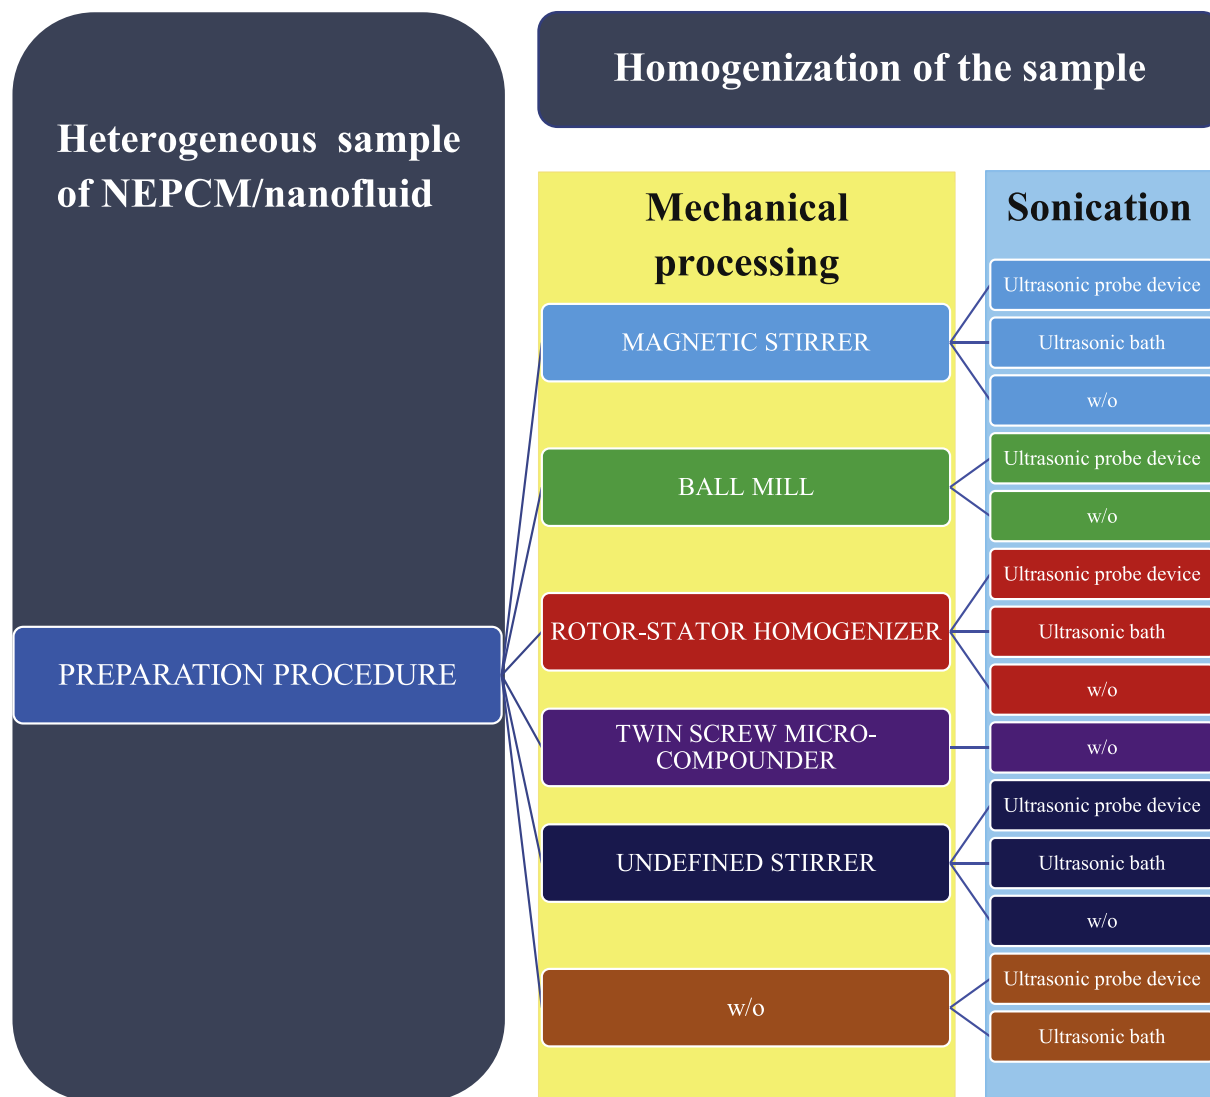 Heterogeneous sample
of NEPCM/nanofluid
PREPARATION PROCEDURE
Homogenization of the sample
Mechanical
processing
MAGNETIC STIRRER
BALL MILL
ROTOR-STATOR HOMOGENIZER
TWIN SCREW MICRO-
COMPOUNDER
UNDEFINED STIRRER
w/o
Sonication
Ultrasonic probe device
Ultrasonic bath
w/o
Ultrasonic probe device
w/o
Ultrasonic probe device
Ultrasonic bath
w/o
w/o
Ultrasonic probe device
Ultrasonic bath
w/o
Ultrasonic probe device
Ultrasonic bath